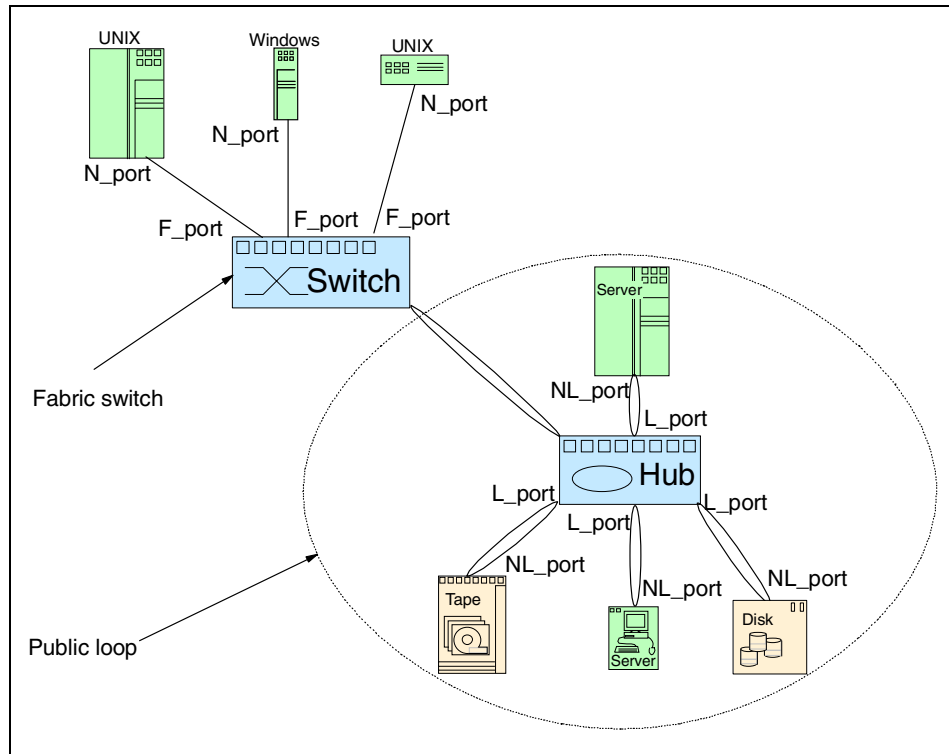 UNIX
Windows
UNIX
N_port
N_port
N_port
F_port
F_port
F_port
Switch
Server
Fabric switch
NL_port
L_port
Hub
L_port
L_port
L_port
NL_port
NL_port
NL_port
Tape
Disk
Server
Public loop